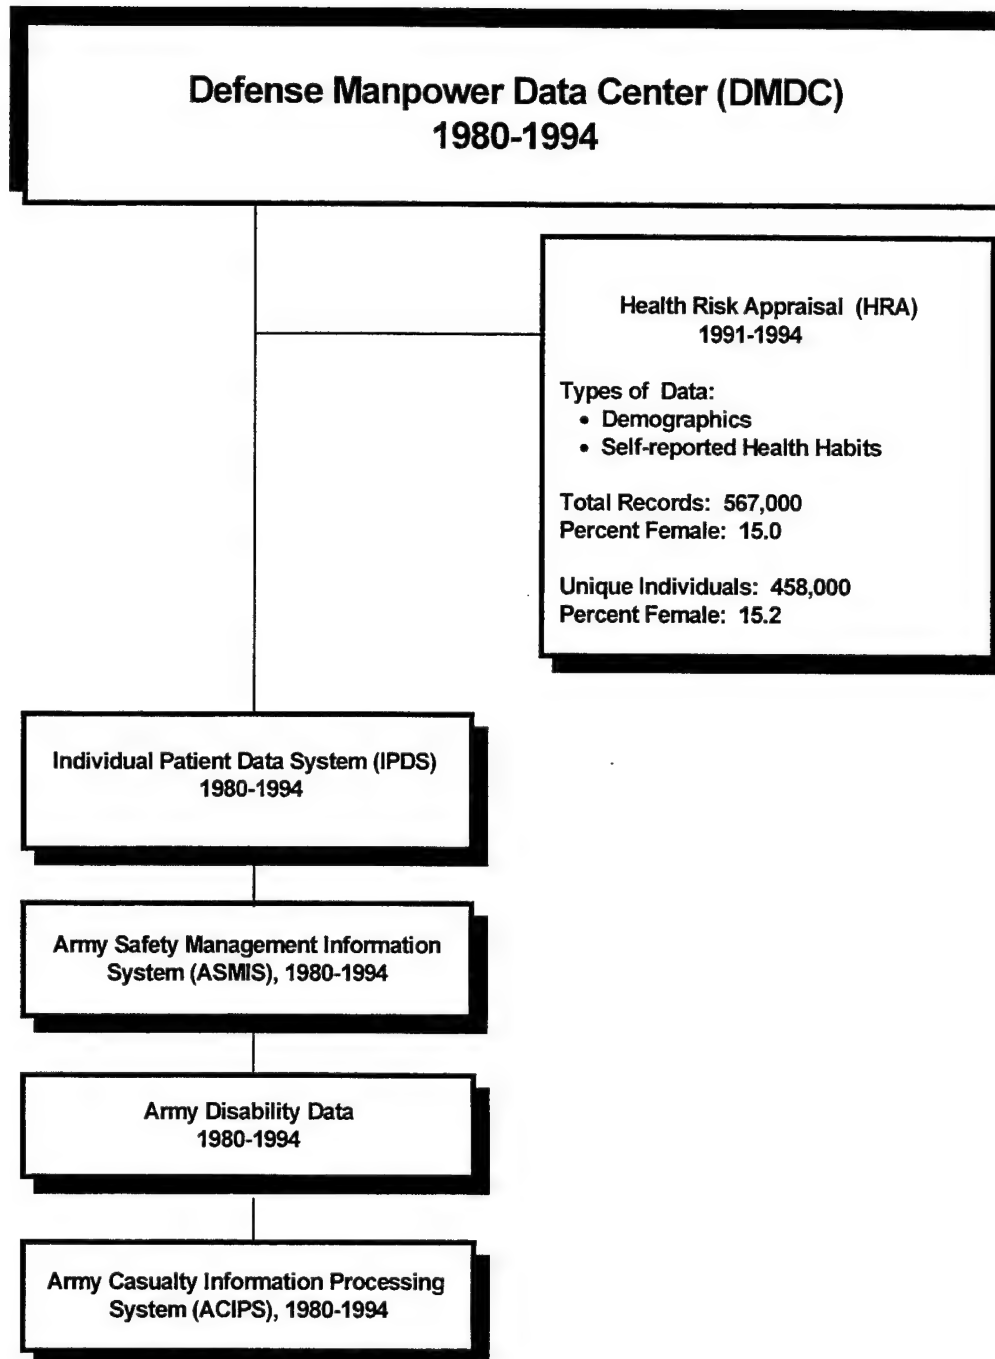 Defense Manpower Data Center (DMDC)
1980-1994
Health Risk Appraisal (HRA)
1991-1994
Types of Data:
• Demographics
• Self-reported Health Habits
Total Records: 567,000
Percent Female: 15.0
Unique Individuals: 458,000
Percent Female: 15.2
Individual Patient Data System (IPDS)
1980-1994
Army Safety Management Information
System (ASMIS), 1980-1994
Army Disability Data
1980-1994
Army Casualty Information Processing
System (ACIPS), 1980-1994